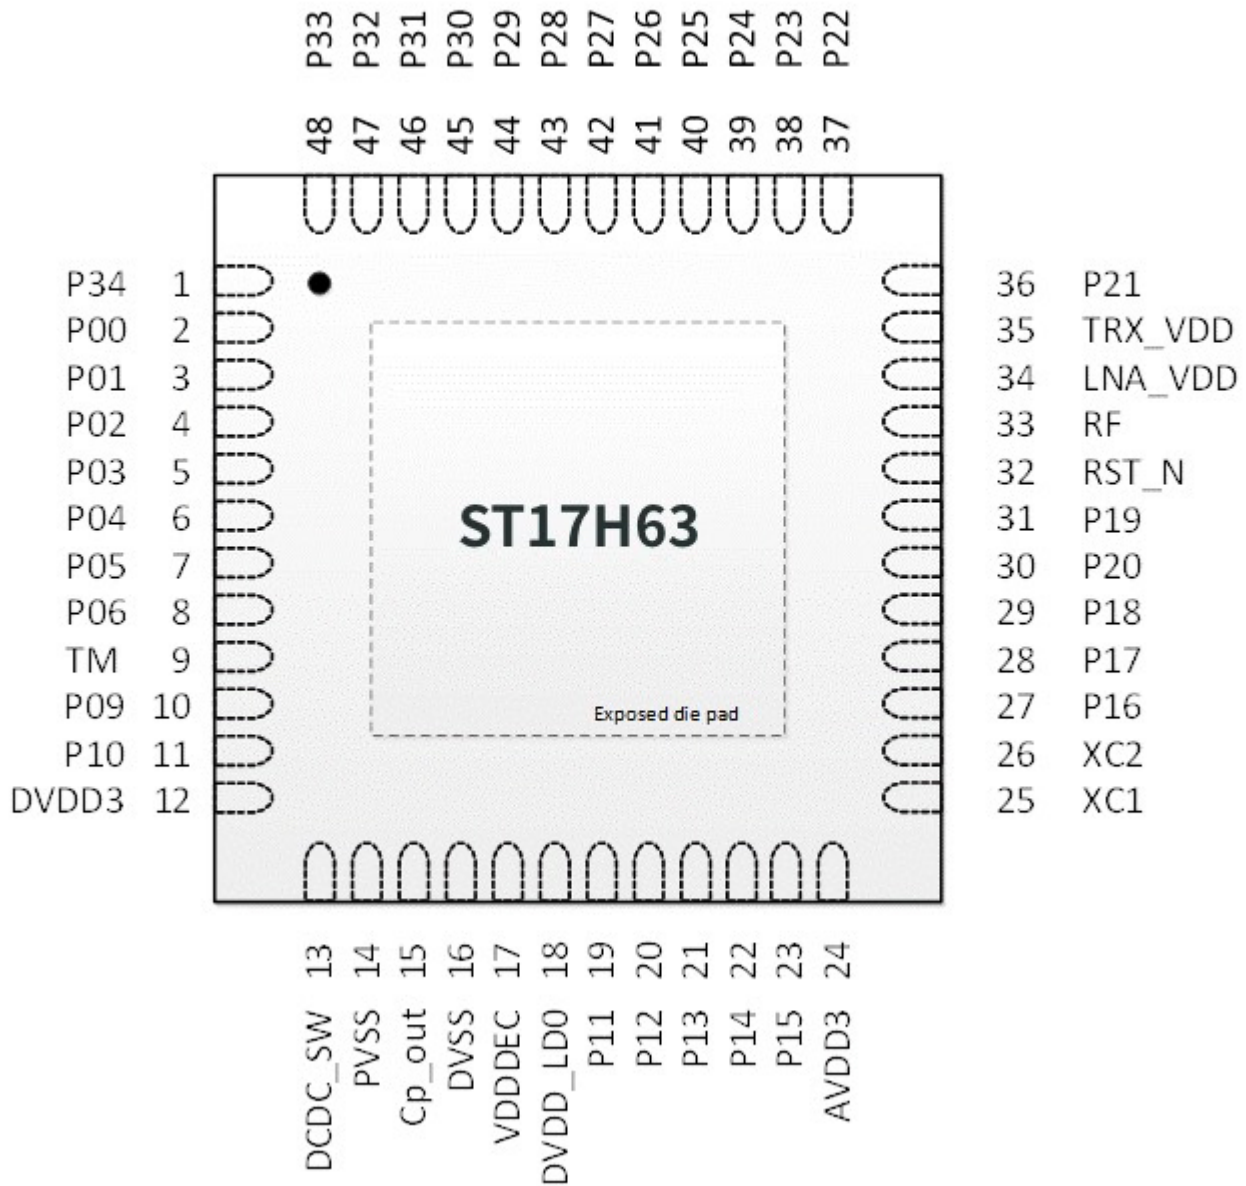 P33 P32 P31 P30 P29 P28 P27 P26 P25 P24 P23 P22
48 47 46 45 44 43 42 41 40 39 38 37
P34 1
36 P21
P00 2
35 TRX_VDD
P01 3
34 LNA_VDD
P02 4
33 RF
P03 5
32 RST_N
P04 6
31 P19
P05 7
30 P20
P06 8
29 P18
TM 9
28 P17
P09 10
27 P16
P10 11
26 XC2
DVDD3 12
25 XC1
ST17H63
Exposed die pad
13 14 15 16 17 18 19 20 21 22 23 24
DCDC_SW PVSS Cp_out DVSS VDDDEC DVDD_LD0 P11 P12 P13 P14 P15 AVDD3